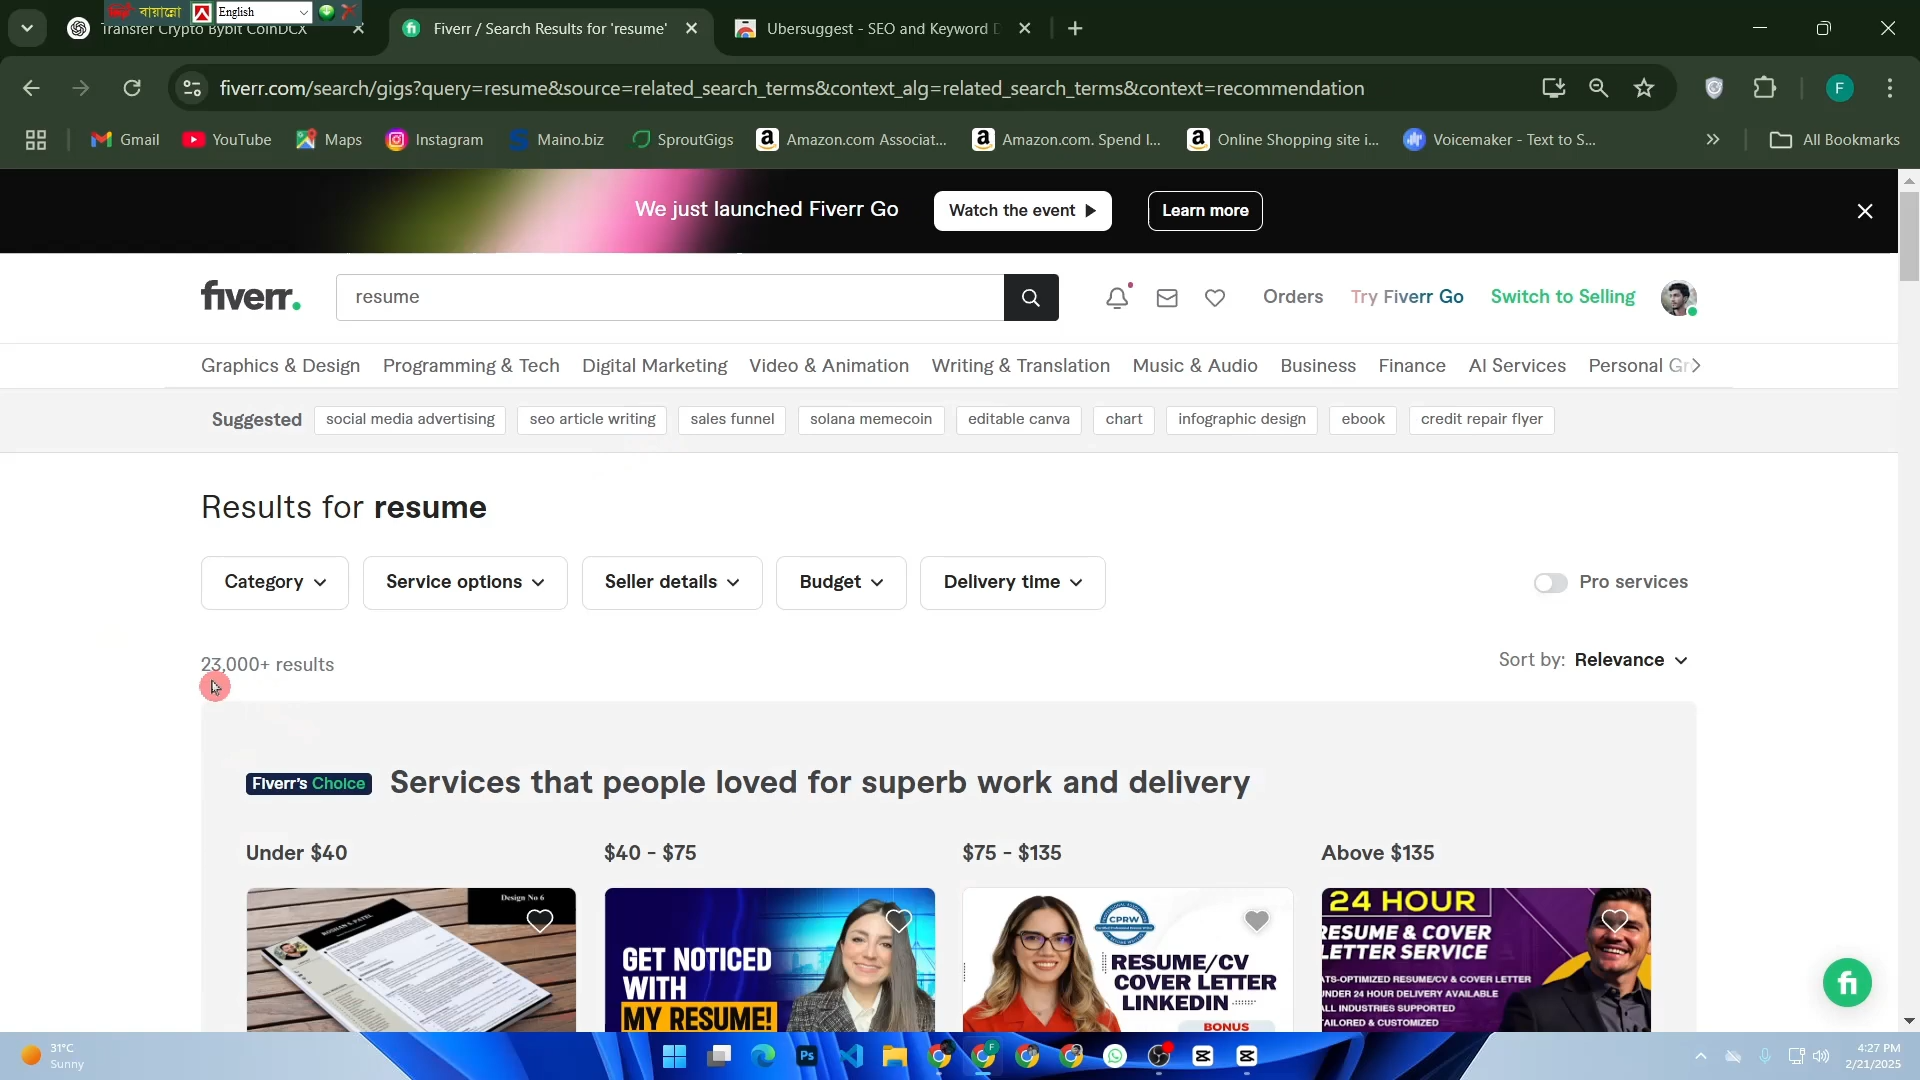 বায়ান্নো English
Transfer Crypto Bybit CoinDCX
Fiverr / Search Results for 'resume'
Ubersuggest - SEO and Keyword D
fiverr.com/search/gigs?query=resume&source=related_search_terms&context_alg=related_search_terms&context=recommendation
F
Gmail
YouTube
Maps
Instagram
Maino.biz
SproutGigs
Amazon.com Associat...
Amazon.com. Spend l...
Online Shopping site i...
Voicemaker - Text to S...
All Bookmarks
We just launched Fiverr Go
Watch the event
Learn more
fiverr.
resume
Orders
Try Fiverr Go
Switch to Selling
Graphics & Design
Programming & Tech
Digital Marketing
Video & Animation
Writing & Translation
Music & Audio
Business
Finance
AI Services
Personal Gr
Suggested
social media advertising
seo article writing
sales funnel
solana memecoin
editable canva
chart
infographic design
ebook
credit repair flyer
Results for resume
Category
Service options
Seller details
Budget
Delivery time
Pro services
23,000+ results
Sort by: Relevance
Fiverr's Choice
Services that people loved for superb work and delivery
Under $40
$40 - $75
$75 - $135
Above $135
Design No 6
ROSHAN S PATEL
GET NOTICED
WITH
MY RESUME!
CPRW
RESUME/CV
COVER LETTER
LINKEDIN
BONUS
24 HOUR
RESUME & COVER
LETTER SERVICE
ATS-OPTIMIZED RESUME/CV & COVER LETTER
UNDER 24 HOUR DELIVERY AVAILABLE
ALL INDUSTRIES SUPPORTED
TAILORED & CUSTOMIZED
fi
31°C
Sunny
Ps
4:27 PM
2/21/2025